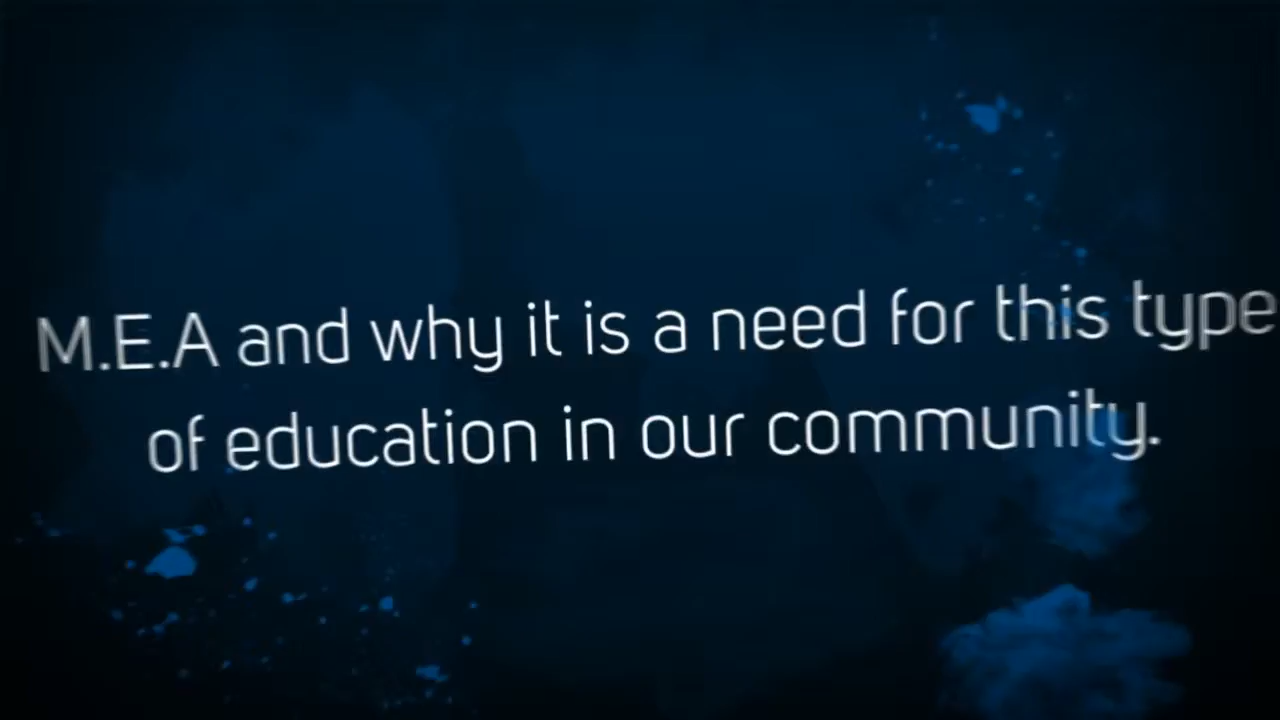 M.E.A and why it is a need for this type
of education in our community.